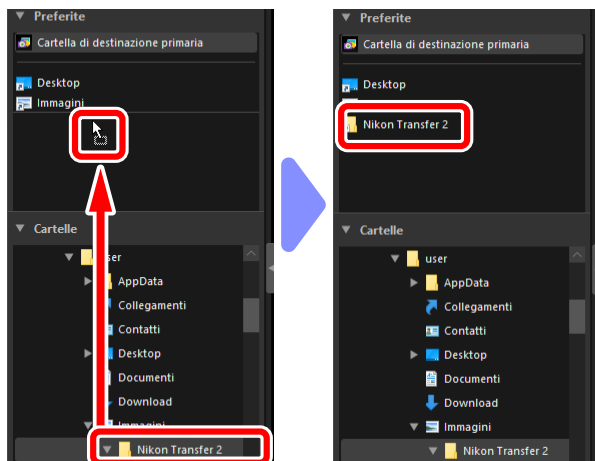 Preferite
Cartella di destinazione primaria
Desktop
Immagini
Cartelle
ser
AppData
Collegamenti
Contatti
Desktop
Documenti
Download
Immagini
Nikon Transfer 2
Preferite
Cartella di destinazione primaria
Desktop
Nikon Transfer 2
Cartelle
user
AppData
Collegamenti
Contatti
Desktop
Documenti
Download
Immagini
Nikon Transfer 2